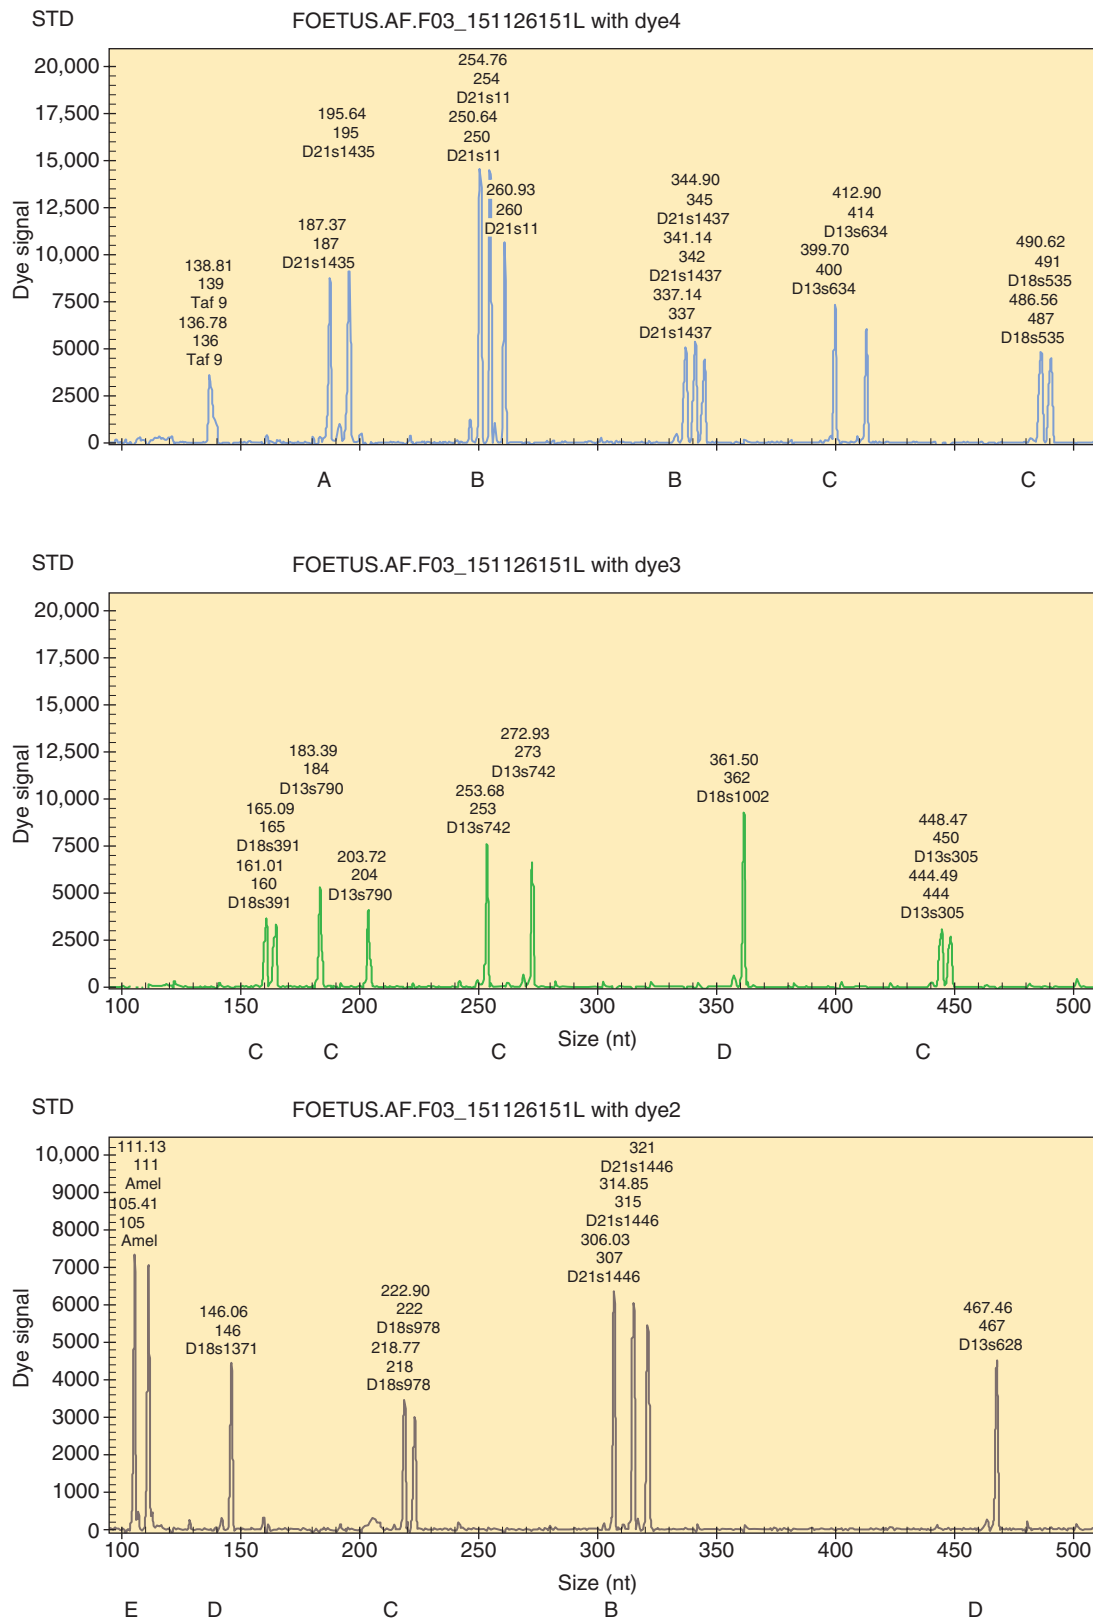 STD
FOETUS.AF.F03_151126151L with dye4
Dye signal
20,000
17,500
15,000
12,500
10,000
7500
5000
2500
0
138.81
139
Taf 9
136.78
136
Taf 9
195.64
195
D21s1435
187.37
187
D21s1435
254.76
254
D21s11
250.64
250
D21s11
260.93
260
D21s11
344.90
345
D21s1437
341.14
342
D21s1437
337.14
337
D21s1437
412.90
414
D13s634
399.70
400
D13s634
490.62
491
D18s535
486.56
487
D18s535
A B B C C
STD
FOETUS.AF.F03_151126151L with dye3
Dye signal
20,000
17,500
15,000
12,500
10,000
7500
5000
2500
0
183.39
184
D13s790
165.09
165
D18s391
161.01
160
D18s391
203.72
204
D13s790
272.93
273
D13s742
253.68
253
D13s742
361.50
362
D18s1002
448.47
450
D13s305
444.49
444
D13s305
100 150 200 250 300 350 400 450 500
Size (nt)
C C C D C
STD
FOETUS.AF.F03_151126151L with dye2
Dye signal
10,000
9000
8000
7000
6000
5000
4000
3000
2000
1000
0
111.13
111
Amel
105.41
105
Amel
146.06
146
D18s1371
222.90
222
D18s978
218.77
218
D18s978
321
D21s1446
314.85
315
D21s1446
306.03
307
D21s1446
467.46
467
D13s628
100 150 200 250 300 350 400 450 500
Size (nt)
E D C B D